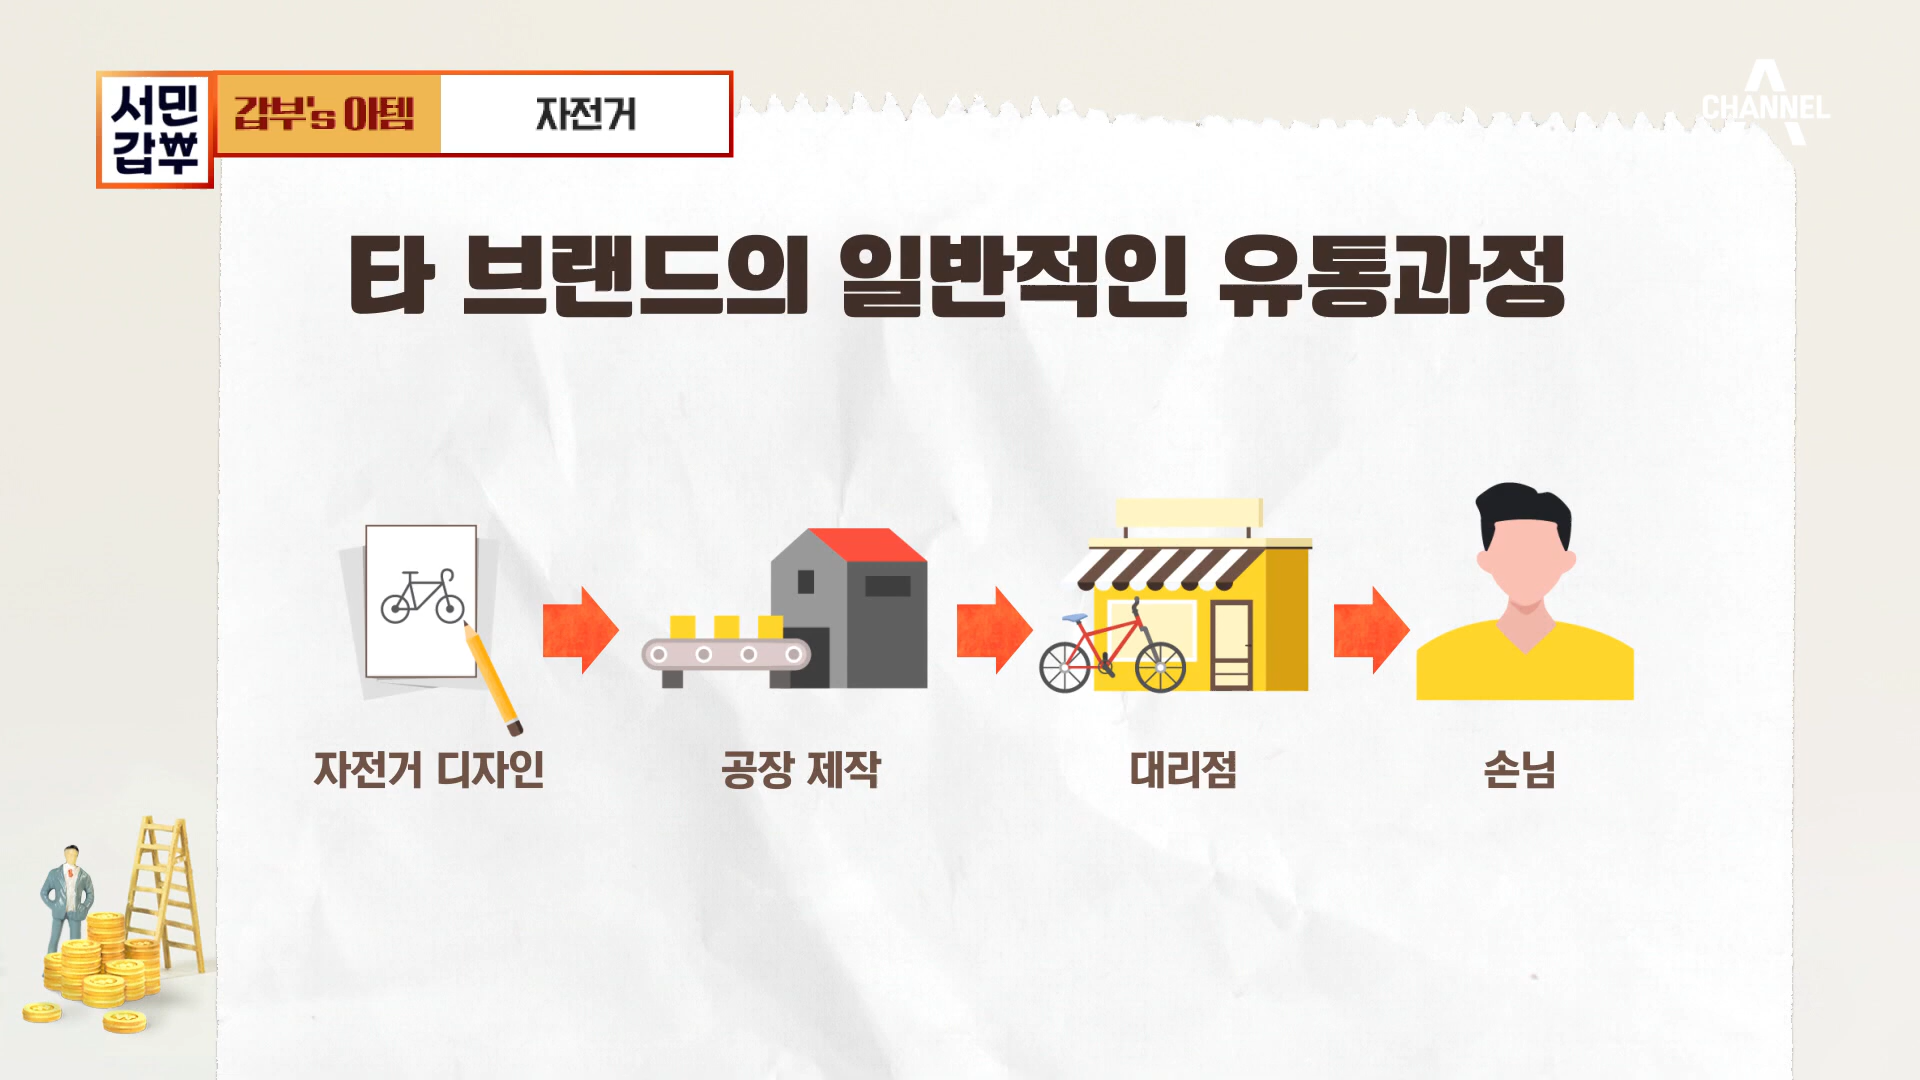 서민
갑부
갑부's 아템
자전거
CHANNEL A
타 브랜드의 일반적인 유통과정
자전거 디자인
공장 제작
대리점
손님